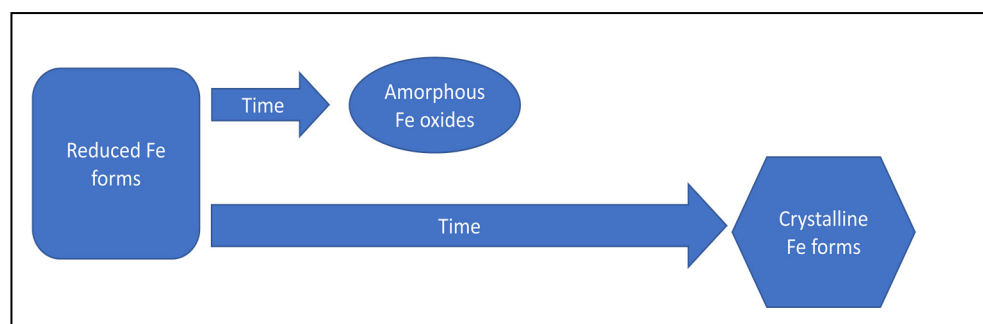 Reduced Fe
forms
Time
Amorphous
Fe oxides
Time
Crystalline
Fe forms